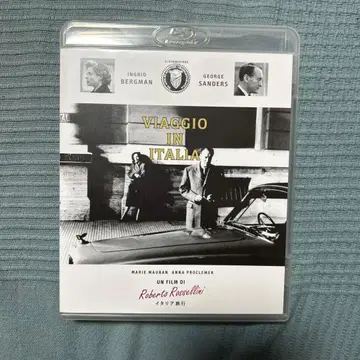 INGRID
BERGMAN
GEORGE
SANDERS
VIAGGIO
IN
ITALIA
MARIE MAUBAN ANNA PROCLEMER
UN FILM DI
Roberto Rossellini
イタリア旅行